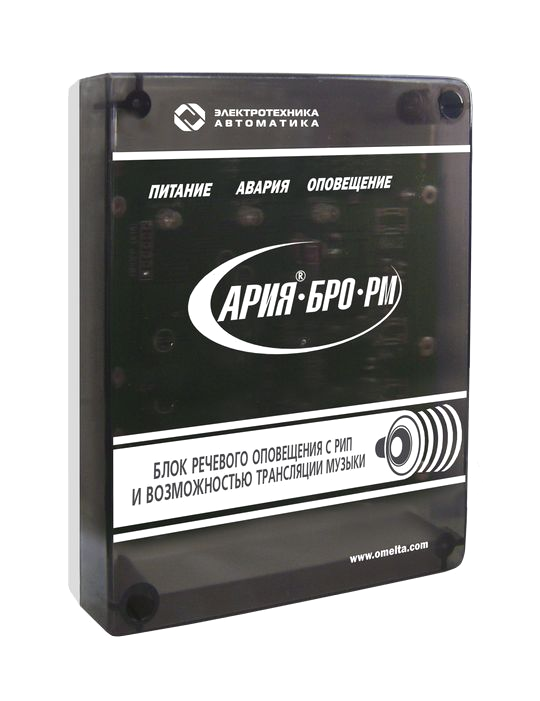 ЭЛЕКТРОТЕХНИКА
АВТОМАТИКА
ПИТАНИЕ АВАРИЯ ОПОВЕЩЕНИЕ
АРИЯ®·БРО·РМ
БЛОК РЕЧЕВОГО ОПОВЕЩЕНИЯ С РИП
И ВОЗМОЖНОСТЬЮ ТРАНСЛЯЦИИ МУЗЫКИ
www.omelta.com